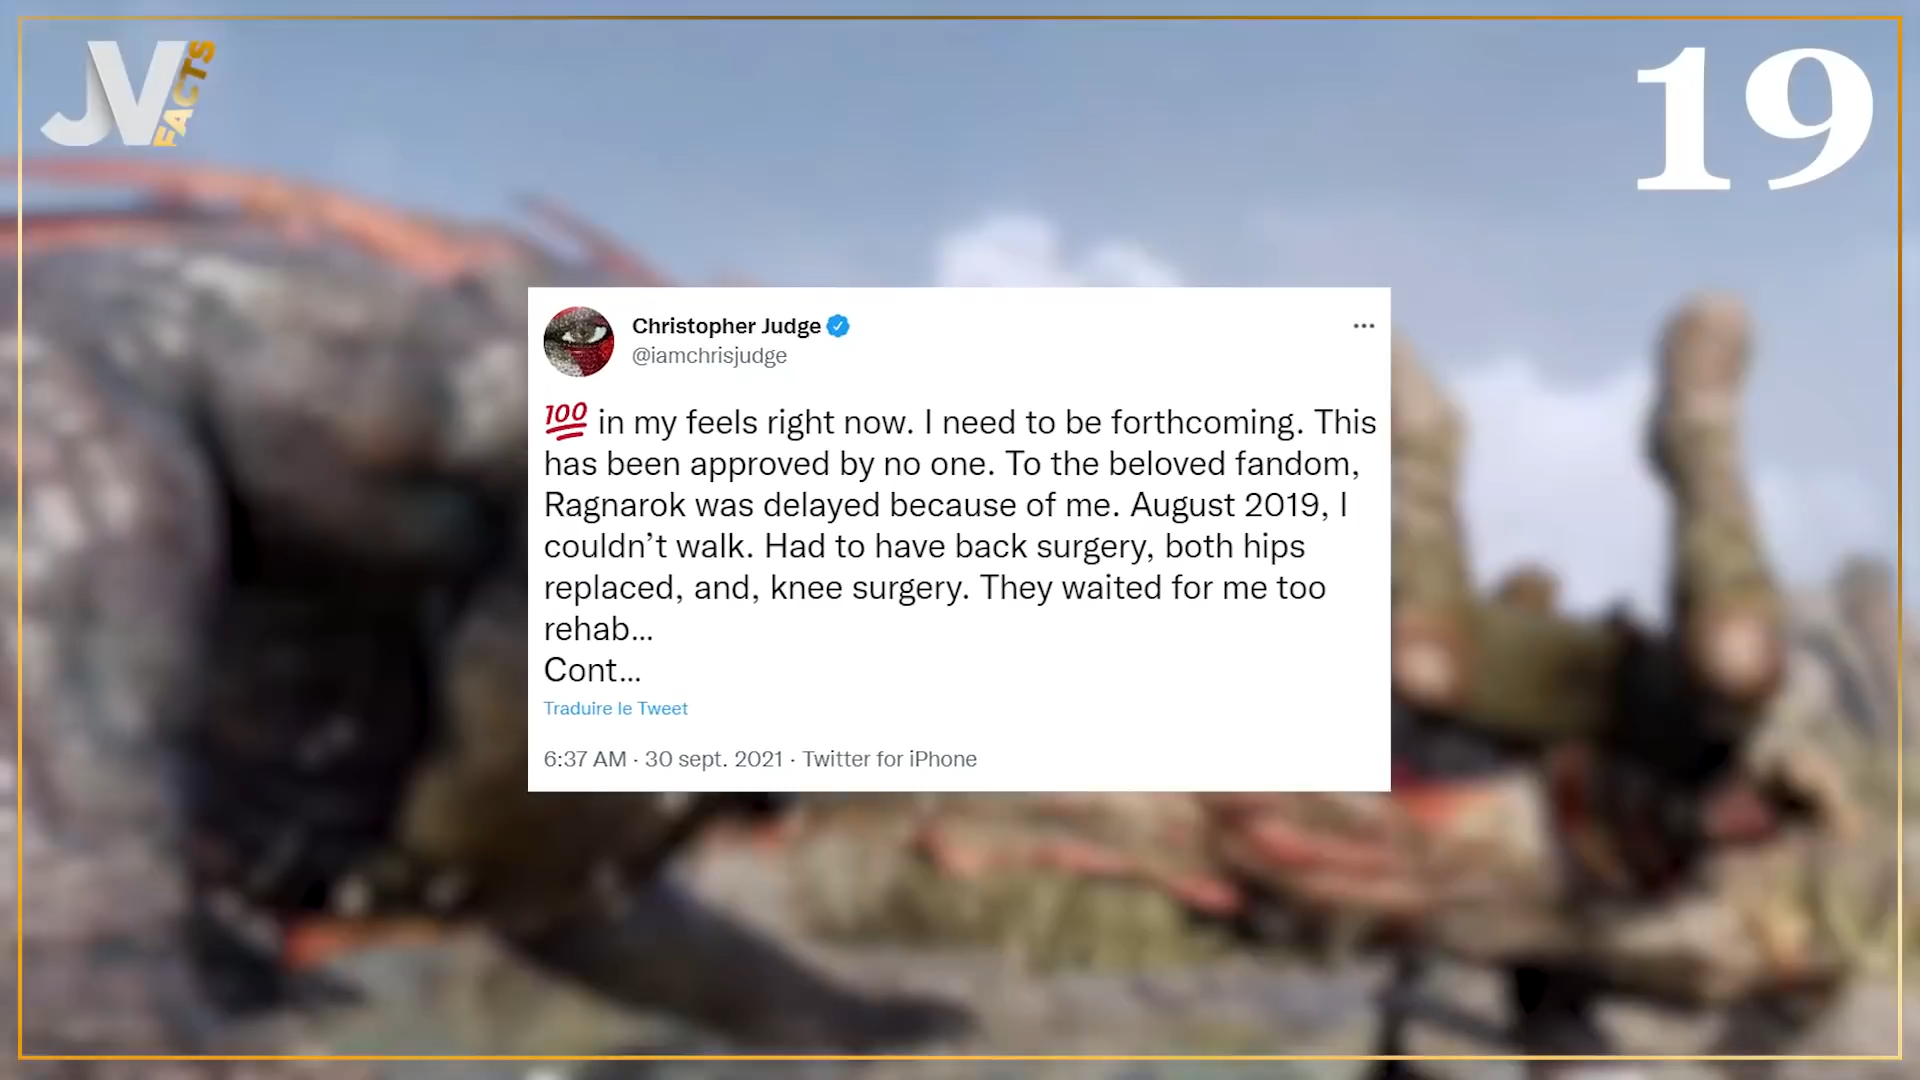 JV FACTS
19
Christopher Judge
@iamchrisjudge
💯 in my feels right now. I need to be forthcoming. This
has been approved by no one. To the beloved fandom,
Ragnarok was delayed because of me. August 2019, I
couldn’t walk. Had to have back surgery, both hips
replaced, and, knee surgery. They waited for me too
rehab...
Cont...
Traduire le Tweet
6:37 AM · 30 sept. 2021 · Twitter for iPhone